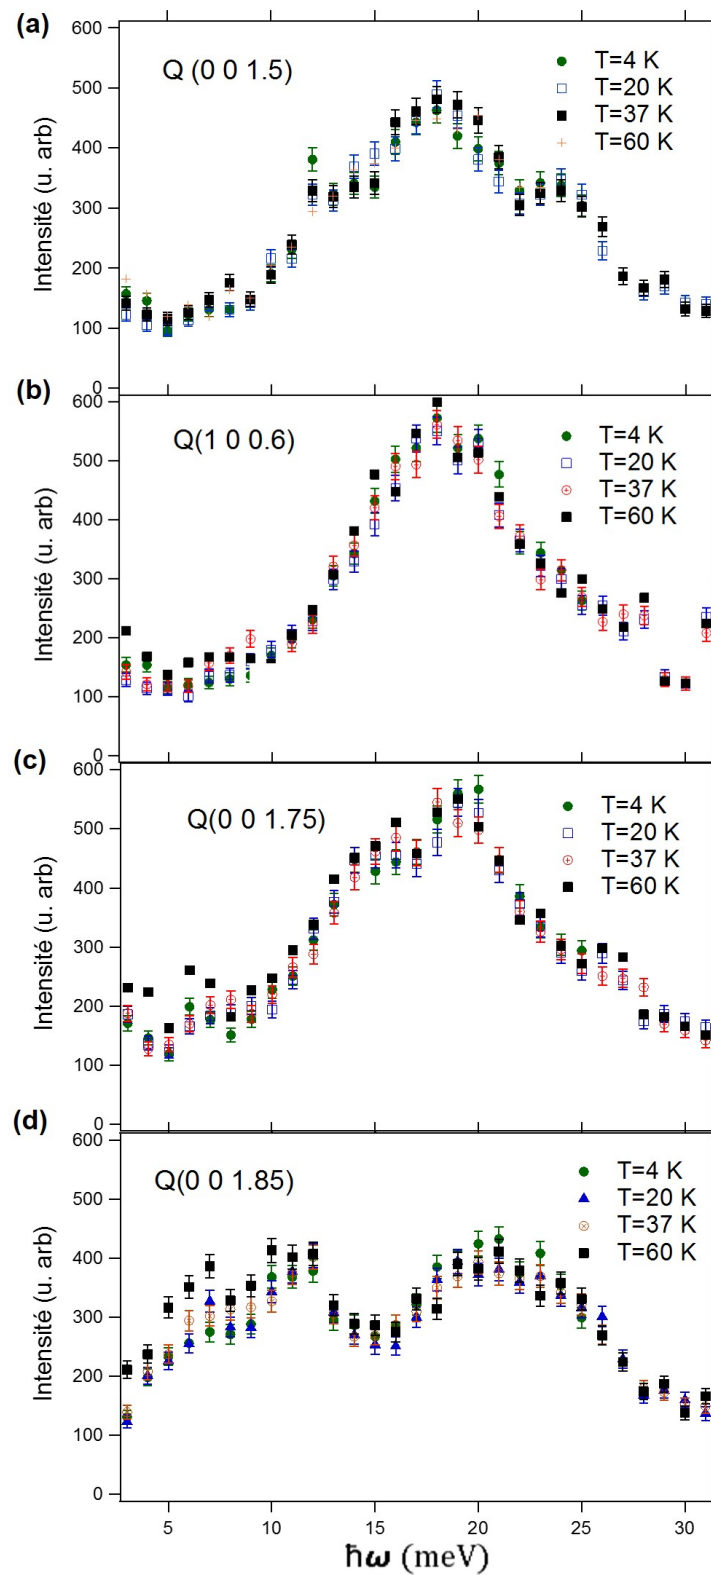 (a)
600
500
400
300
200
100
0
Intensité (u. arb)
Q (0 0 1.5)
T=4 K
T=20 K
T=37 K
T=60 K
(b)
600
500
400
300
200
100
0
Intensité (u. arb)
Q(1 0 0.6)
T=4 K
T=20 K
T=37 K
T=60 K
(c)
600
500
400
300
200
100
0
Intensité (u. arb)
Q(0 0 1.75)
T=4 K
T=20 K
T=37 K
T=60 K
(d)
600
500
400
300
200
100
0
Intensité (u. arb)
Q(0 0 1.85)
T=4 K
T=20 K
T=37 K
T=60 K
5 10 15 20 25 30
ħω (meV)